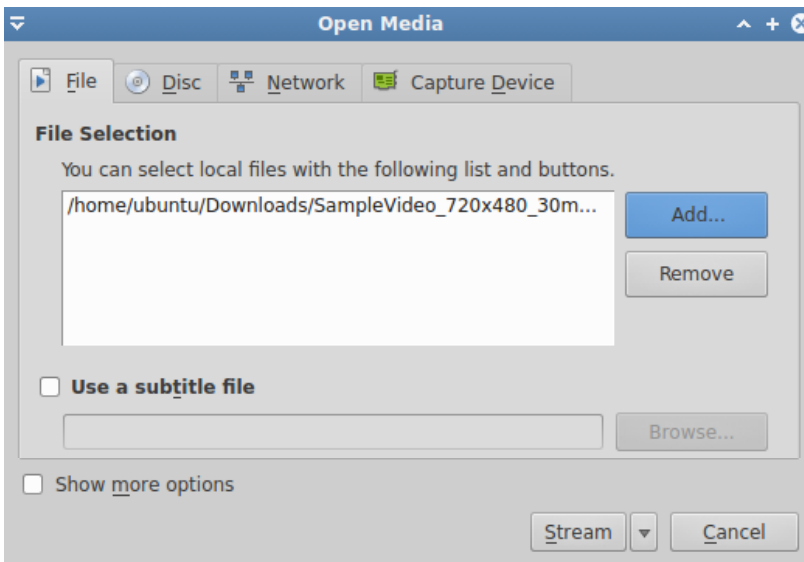 Open Media
File Disc Network Capture Device
File Selection
You can select local files with the following list and buttons.
/home/ubuntu/Downloads/SampleVideo_720x480_30m...
Add...
Remove
Use a subtitle file
Browse...
Show more options
Stream Cancel